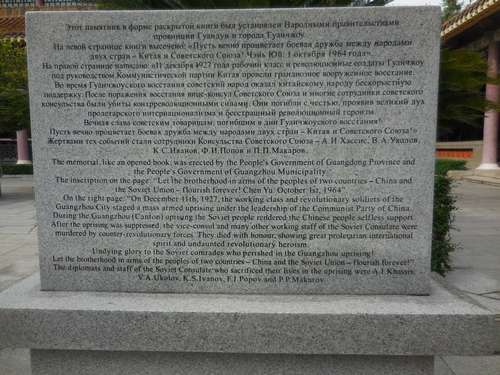 Этот памятник в форме раскрытой книги был установлен Народными правительствами
провинции Гуандун и города Гуанчжоу.
На левой странице книги высечено: «Пусть вечно процветает боевая дружба между народами
двух стран – Китая и Советского Союза! Чэнь Юй. 1 октября 1964 года».
На правой странице написано: «11 декабря 1927 года рабочий класс и революционные солдаты Гуанчжоу
под руководством Коммунистической партии Китая провели грандиозное вооруженное восстание.
Во время Гуанчжоуского восстания советский народ оказал китайскому народу бескорыстную
поддержку. После поражения восстания вице-консул Советского Союза и многие сотрудники советского
консульства были убиты контрреволюционными силами. Они погибли с честью, проявив великий дух
пролетарского интернационализма и бесстрашный революционный героизм.
Вечная слава советским товарищам, погибшим в дни Гуанчжоуского восстания!
Пусть вечно процветает боевая дружба между народами двух стран – Китая и Советского Союза!»
Жертвами тех событий стали сотрудники Консульства Советского Союза – А.И. Хассис, В.А. Уколов,
К.С. Иванов, Ф.И. Попов и П.П. Макаров.
The memorial, like an opened book, was erected by the People's Government of Guangdong Province and
the Guangzhou People's Government of Municipality.
The inscription on the page: "Let the brotherhood in arms of the peoples of two countries – China and
the Soviet Union – flourish forever! Chen Yu. October 1st, 1964"
On the right page: "On December 11th, 1927, the working class and revolutionary soldiers of the
Guangzhou City staged a mass armed uprising under the leadership of the Communist Party of China.
During the Guangzhou (Canton) uprising the Soviet people rendered the Chinese people selfless support.
After the uprising was suppressed, the vice-consul and many other working staff of the Soviet Consulate were
murdered by counter-revolutionary forces. They died with honour, showing great proletarian international
spirit and undaunted revolutionary heroism.
Undying glory to the Soviet comrades who perished in the Guangzhou uprising!
Let the brotherhood in arms of the peoples of two countries – China and the Soviet Union – flourish forever!"
The diplomats and staff of the Soviet Consulate who sacrificed their lives in the uprising were A.I. Khassis,
V.A. Ukolov, K.S. Ivanov, F.I. Popov and P.P. Makarov.